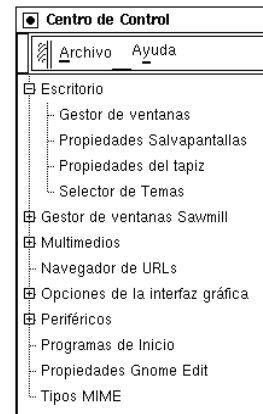 Centro de Control
Archivo Ayuda
Escritorio
Gestor de ventanas
Propiedades Salvapantallas
Propiedades del tapiz
Selector de Temas
Gestor de ventanas Sawmill
Multimedios
Navegador de URLs
Opciones de la interfaz gráfica
Periféricos
Programas de Inicio
Propiedades Gnome Edit
Tipos MIME